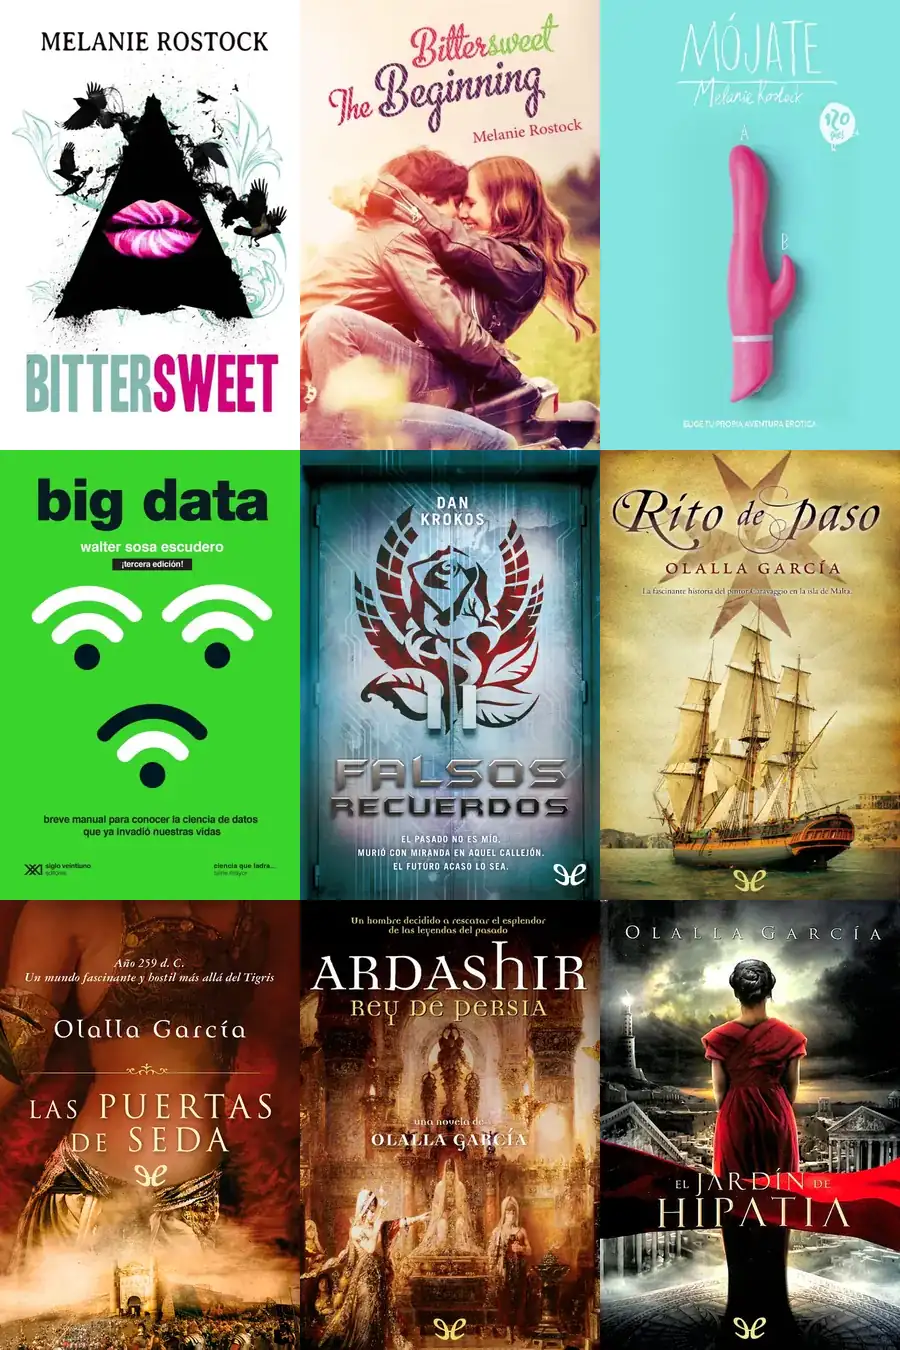 MELANIE ROSTOCK
BITTERSWEET
Bittersweet
The Beginning
Melanie Rostock
MÓJATE
Melanie Rostock
120 pàg
A
B
ELIGE TU PROPIA AVENTURA ERÓTICA
big data
walter sosa escudero
¡tercera edición!
breve manual para conocer la ciencia de datos
que ya invadió nuestras vidas
siglo veintiuno
editores
ciencia que ladra...
serie mayor
DAN
KROKOS
FALSOS
RECUERDOS
EL PASADO NO ES MÍO.
MURIÓ CON MIRANDA EN AQUEL CALLEJÓN.
EL FUTURO ACASO LO SEA.
Rito de paso
OLALLA GARCÍA
La fascinante historia del pintor Caravaggio en la isla de Malta.
Año 259 d. C.
Un mundo fascinante y hostil más allá del Tigris
Olalla García
LAS PUERTAS
DE SEDA
Un hombre decidido a rescatar el esplendor
de las leyendas del pasado
ARDASHIR
REY DE PERSIA
una novela de
OLALLA GARCÍA
OLALLA GARCÍA
EL JARDÍN DE
HIPATIA